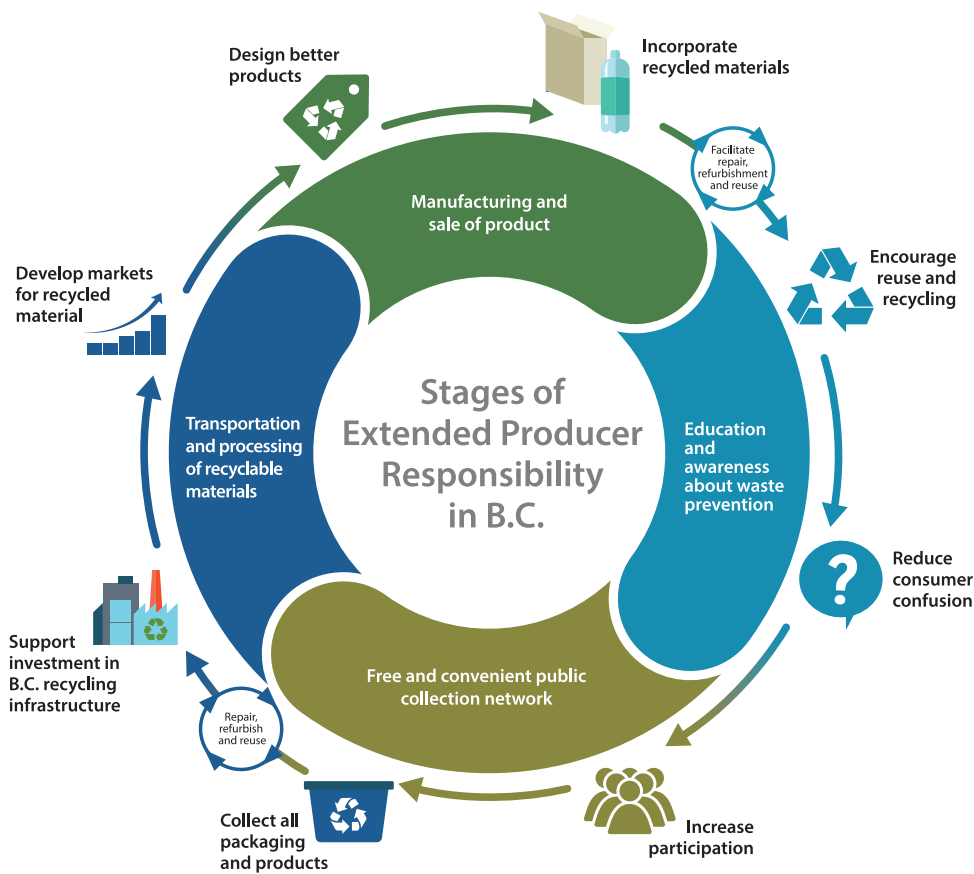 Design better
products
Incorporate
recycled materials
Facilitate
repair,
refurbishment
and reuse
Manufacturing and
sale of product
Encourage
reuse and
recycling
Develop markets
for recycled
material
Stages of
Extended Producer
Responsibility
in B.C.
Transportation
and processing
of recyclable
materials
Education
and
awareness
about waste
prevention
?
Reduce
consumer
confusion
Support
investment in
B.C. recycling
infrastructure
Free and convenient public
collection network
Repair,
refurbish
and reuse
Collect all
packaging
and products
Increase
participation